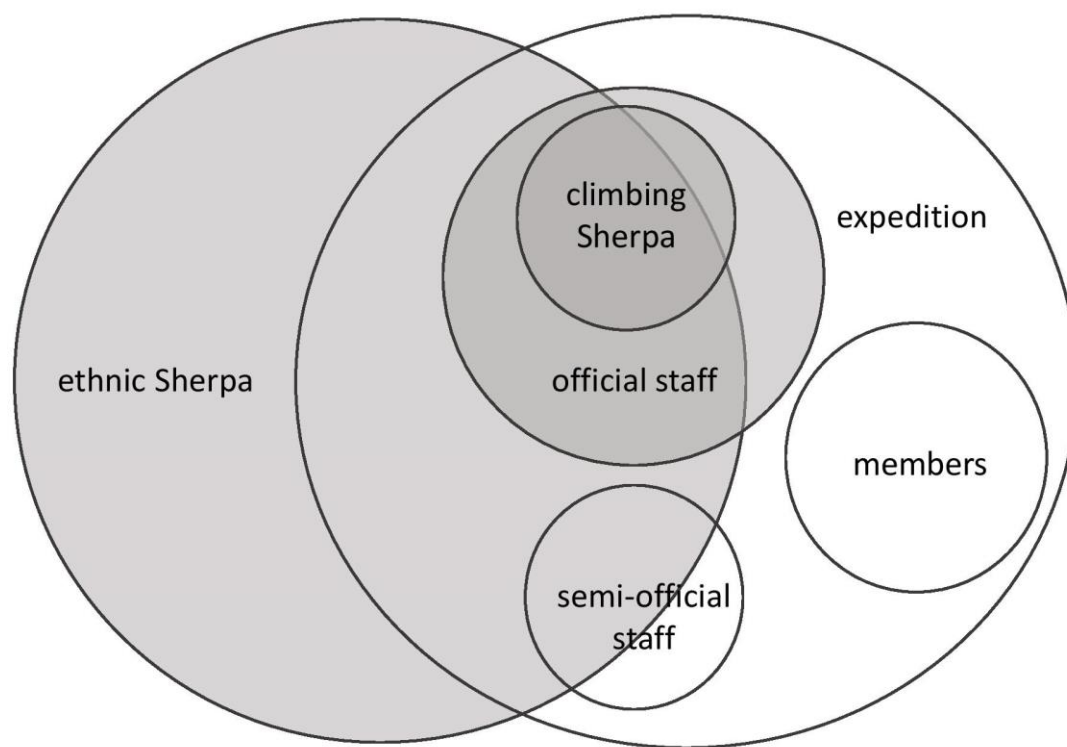 climbing
Sherpa
expedition
ethnic Sherpa
official staff
members
semi-official
staff